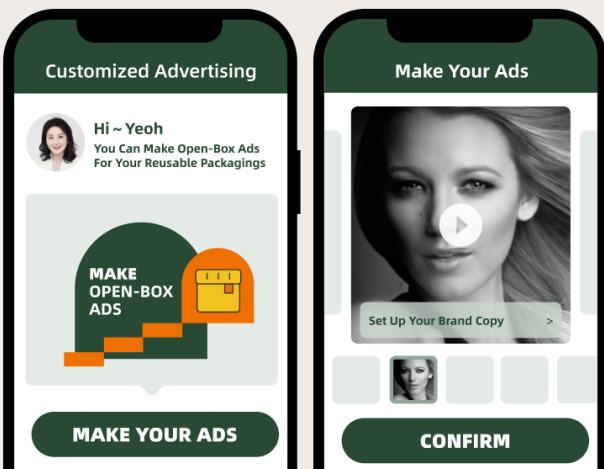 Customized Advertising
Hi ~ Yeoh
You Can Make Open-Box Ads
For Your Reusable Packagings
MAKE
OPEN-BOX
ADS
MAKE YOUR ADS
Make Your Ads
Set Up Your Brand Copy >
CONFIRM